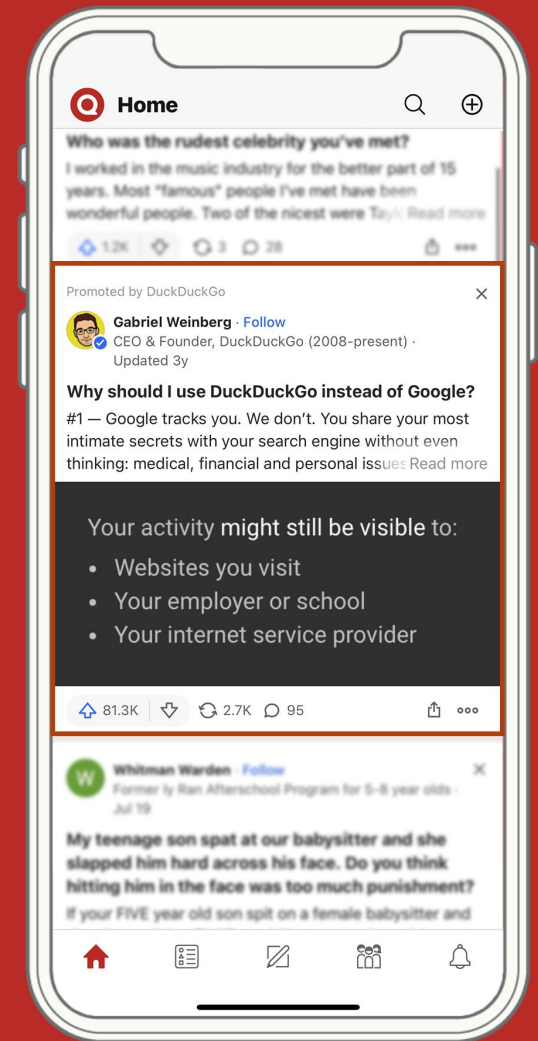 Home
Who was the rudest celebrity you've met?
I worked in the music industry for the better part of 15
years. Most "famous" people I've met have been
wonderful people. Two of the nicest were Read more
1.2K 3 28
Promoted by DuckDuckGo
Gabriel Weinberg · Follow
CEO & Founder, DuckDuckGo (2008-present) ·
Updated 3y
Why should I use DuckDuckGo instead of Google?
#1 — Google tracks you. We don't. You share your most
intimate secrets with your search engine without even
thinking: medical, financial and personal issues Read more
Your activity might still be visible to:
• Websites you visit
• Your employer or school
• Your internet service provider
81.3K 2.7K 95
W
Whitman Warden · Follow
Former ly Ran Afterschool Program for 5-8 year olds ·
Jul 19
My teenage son spat at our babysitter and she
slapped him hard across his face. Do you think
hitting him in the face was too much punishment?
If your FIVE year old son spit on a female babysitter and